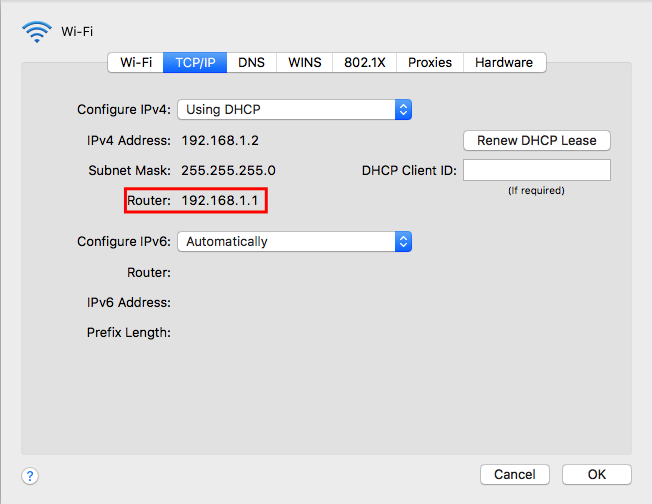 Wi-Fi
Wi-Fi TCP/IP DNS WINS 802.1X Proxies Hardware
Configure IPv4: Using DHCP
IPv4 Address: 192.168.1.2 Renew DHCP Lease
Subnet Mask: 255.255.255.0 DHCP Client ID:
(If required)
Router: 192.168.1.1
Configure IPv6: Automatically
Router:
IPv6 Address:
Prefix Length:
? Cancel OK